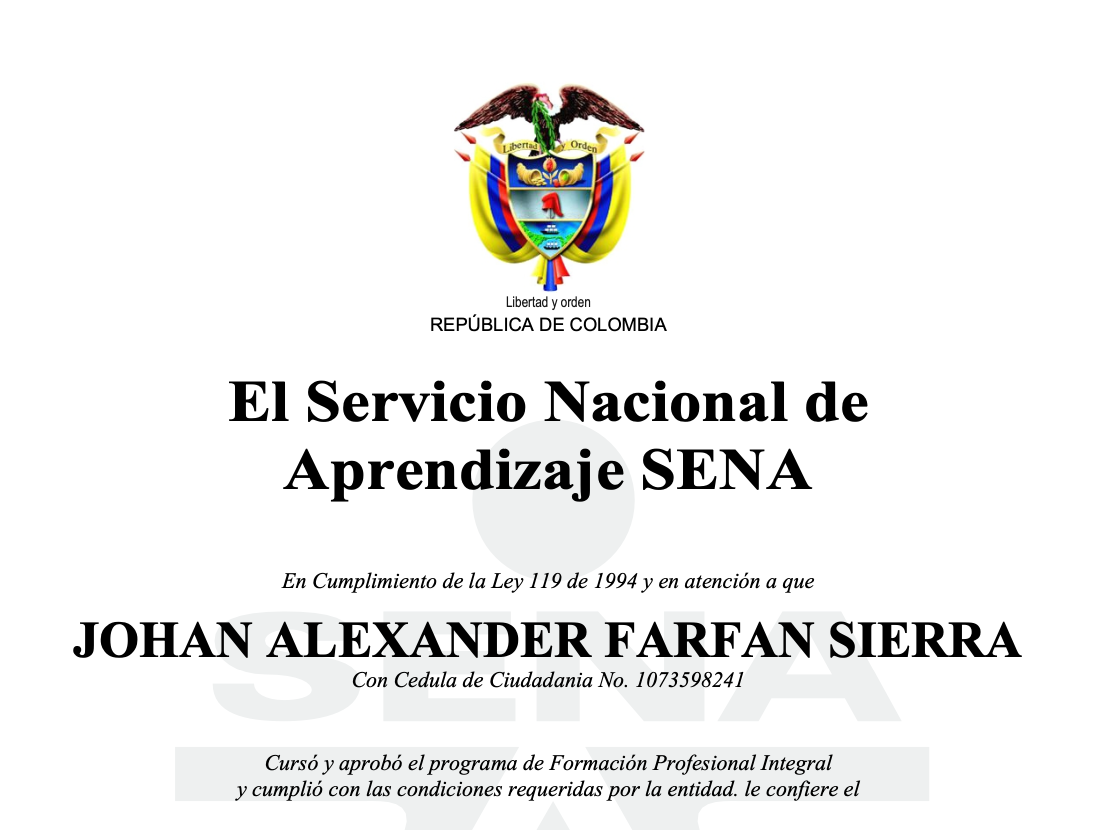 Libertad y Orden
Libertad y orden
REPÚBLICA DE COLOMBIA
El Servicio Nacional de
Aprendizaje SENA
En Cumplimiento de la Ley 119 de 1994 y en atención a que
SENA
JOHAN ALEXANDER FARFAN SIERRA
Con Cedula de Ciudadania No. 1073598241
Cursó y aprobó el programa de Formación Profesional Integral
y cumplió con las condiciones requeridas por la entidad. le confiere el